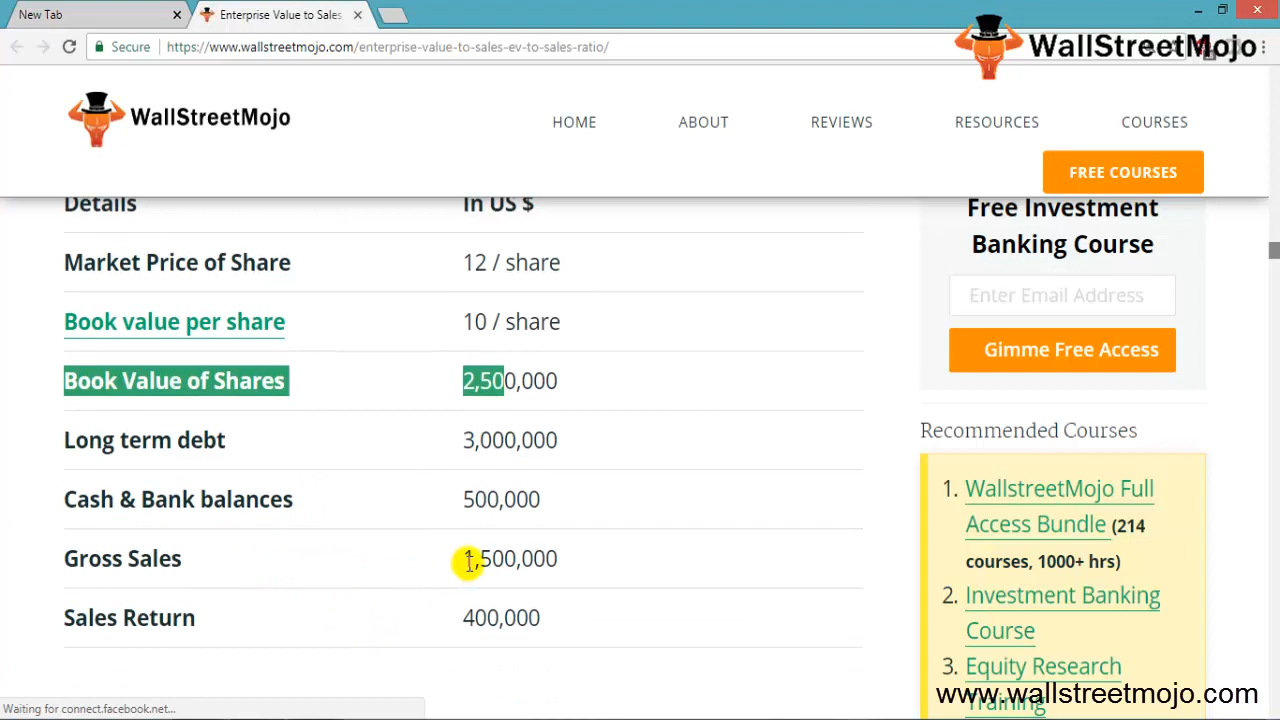 New Tab
Enterprise Value to Sales
Secure
https://www.wallstreetmojo.com/enterprise-value-to-sales-ev-to-sales-ratio/
WallStreetMojo
WallStreetMojo
HOME
ABOUT
REVIEWS
RESOURCES
COURSES
FREE COURSES
Details In US $
Market Price of Share 12 / share
Book value per share 10 / share
Book Value of Shares 2,500,000
Long term debt 3,000,000
Cash & Bank balances 500,000
Gross Sales 1,500,000
Sales Return 400,000
Free Investment
Banking Course
Enter Email Address
Gimme Free Access
Recommended Courses
1. WallstreetMojo Full
Access Bundle (214
courses, 1000+ hrs)
2. Investment Banking
Course
3. Equity Research
Training
www.wallstreetmojo.com
Waiting for connect.facebook.net...